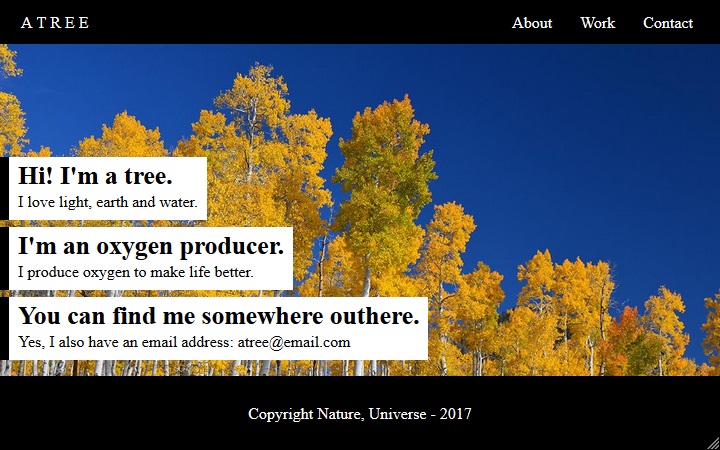 A T R E E
About Work Contact
Hi! I'm a tree.
I love light, earth and water.
I'm an oxygen producer.
I produce oxygen to make life better.
You can find me somewhere outhere.
Yes, I also have an email address: atree@email.com
Copyright Nature, Universe - 2017